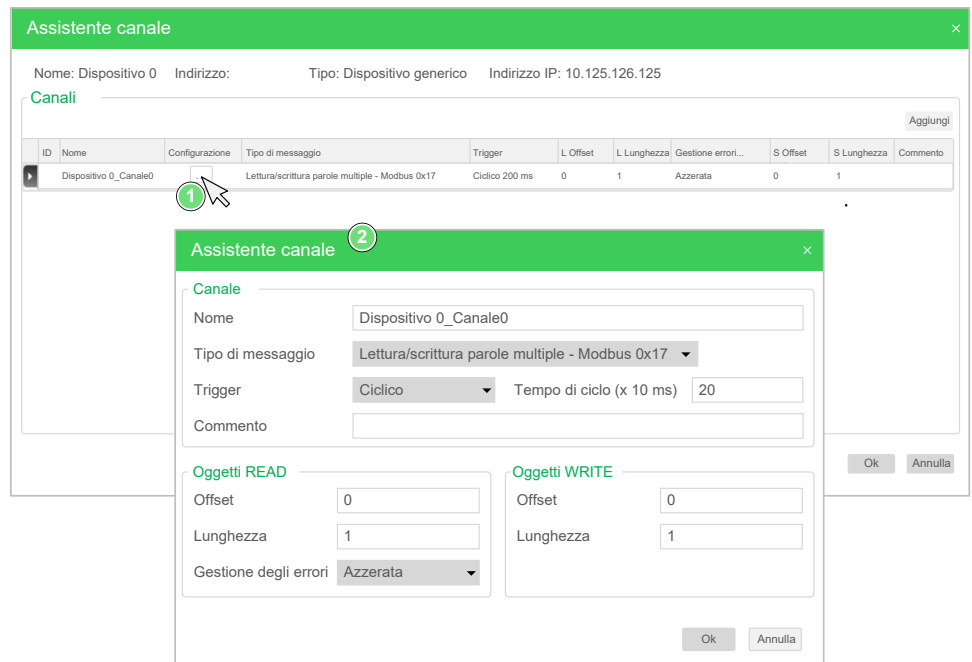 Assistente canale ×
Nome: Dispositivo 0 Indirizzo: Tipo: Dispositivo generico Indirizzo IP: 10.125.126.125
Canali
Aggiungi
ID Nome Configurazione Tipo di messaggio Trigger L Offset L Lunghezza Gestione errori... S Offset S Lunghezza Commento
Dispositivo 0_Canale0 Lettura/scrittura parole multiple - Modbus 0x17 Ciclico 200 ms 0 1 Azzerata 0 1
1
2
Assistente canale ×
Canale
Nome Dispositivo 0_Canale0
Tipo di messaggio Lettura/scrittura parole multiple - Modbus 0x17
Trigger Ciclico Tempo di ciclo (x 10 ms) 20
Commento
Oggetti READ Oggetti WRITE
Offset 0 Offset 0
Lunghezza 1 Lunghezza 1
Gestione degli errori Azzerata
Ok Annulla
Ok Annulla